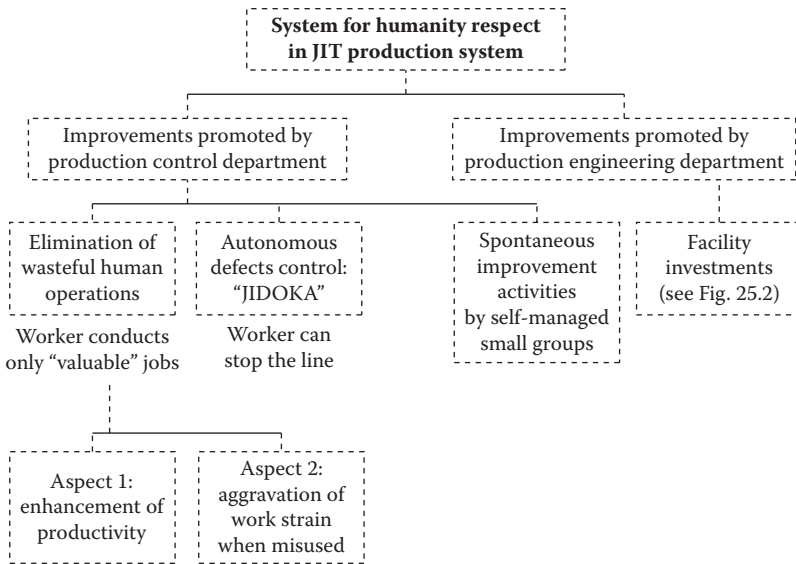 System for humanity respect
in JIT production system
Improvements promoted by
production control department
Improvements promoted by
production engineering department
Elimination of
wasteful human
operations
Autonomous
defects control:
“JIDOKA”
Spontaneous
improvement
activities
by self-managed
small groups
Facility
investments
(see Fig. 25.2)
Worker conducts
only “valuable” jobs
Worker can
stop the line
Aspect 1:
enhancement of
productivity
Aspect 2:
aggravation of
work strain
when misused